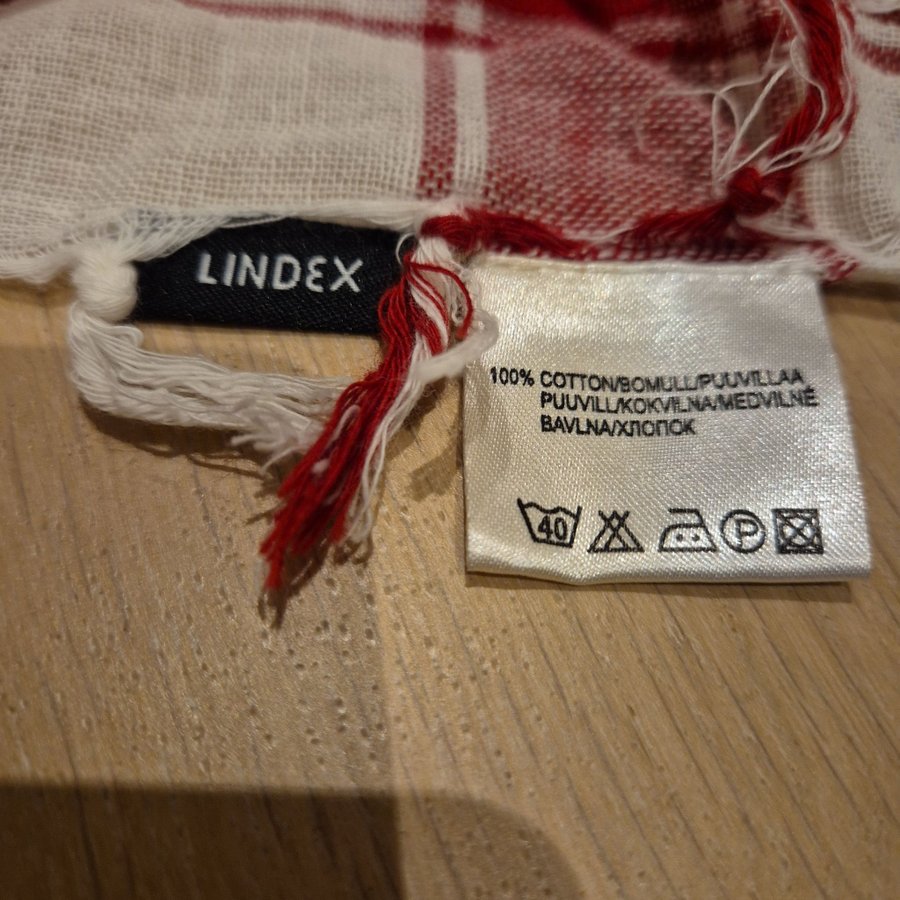 LINDEX
100% COTTON/BOMULL/PUUVILLAA
PUUVILL/KOKVILNA/MEDVILNĖ
BAVLNA/ХЛОПОК
40 P